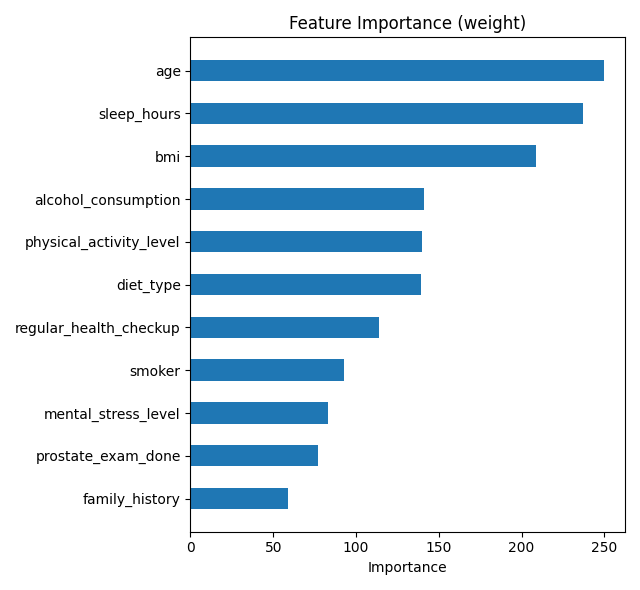 Feature Importance (weight)
age
sleep_hours
bmi
alcohol_consumption
physical_activity_level
diet_type
regular_health_checkup
smoker
mental_stress_level
prostate_exam_done
family_history
0 50 100 150 200 250
Importance